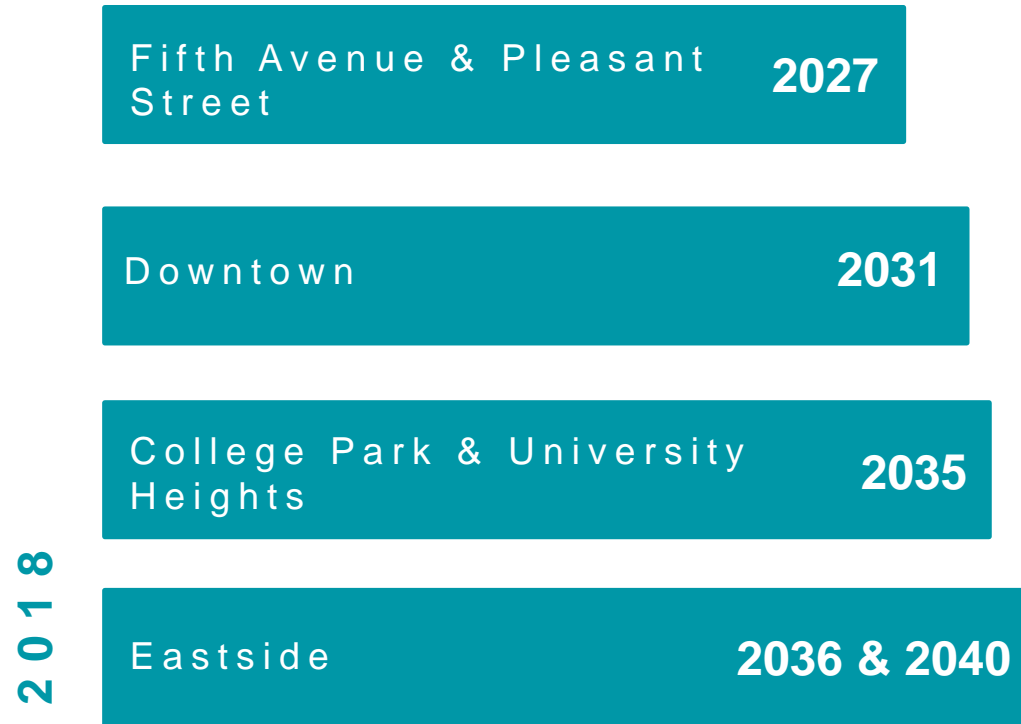 Fifth Avenue & Pleasant
Street
2027
Downtown
2031
College Park & University
Heights
2035
2018
Eastside
2036 & 2040